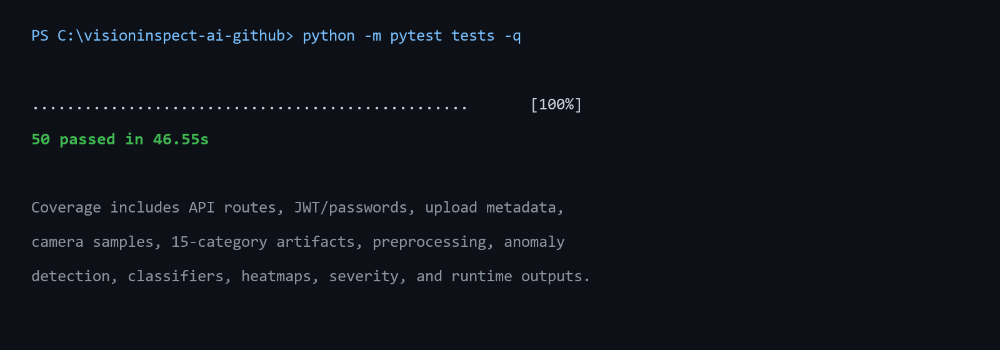 PS C:\visioninspect-ai-github> python -m pytest tests -q
.................................................. [100%]
50 passed in 46.55s
Coverage includes API routes, JWT/passwords, upload metadata,
camera samples, 15-category artifacts, preprocessing, anomaly
detection, classifiers, heatmaps, severity, and runtime outputs.